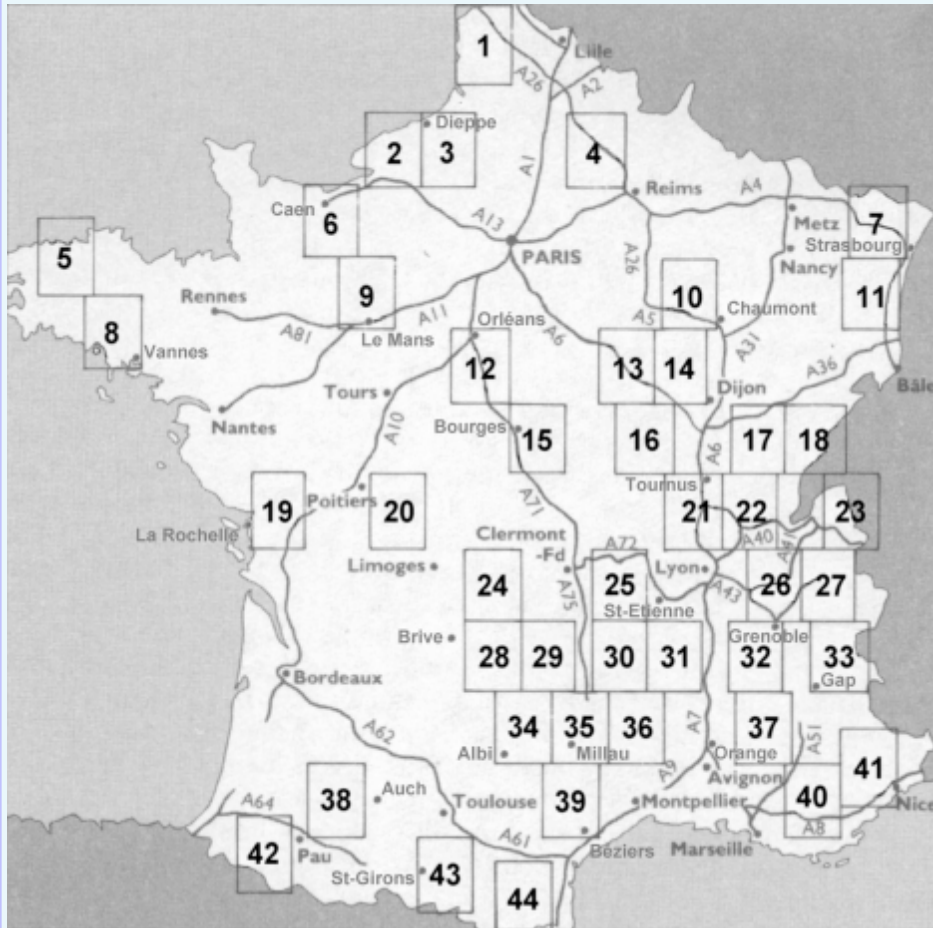 1
Lille
A26
A2
Dieppe
2
3
A1
4
Reims
A4
Caen
6
A13
Metz
7
5
PARIS
A26
Nancy
Strasbourg
9
10
11
Rennes
A11
Orléans
A5
Chaumont
8
A81
Le Mans
A6
A31
Vannes
12
13
14
A36
Tours
Dijon
Bâle
Nantes
A10
Bourges
15
16
A6
17
18
Poitiers
Tournus
19
20
A71
21
22
23
La Rochelle
Clermont
-Fd
A72
A40
A41
Limoges
24
A75
25
Lyon
A43
26
27
St-Etienne
Brive
Grenoble
28
29
30
31
32
33
Bordeaux
Gap
A62
34
35
36
A7
37
A51
Albi
Millau
Orange
Avignon
A9
41
A64
38
Auch
Toulouse
39
Montpellier
40
Nice
A8
42
Pau
A61
Béziers
Marseille
St-Girons
43
44